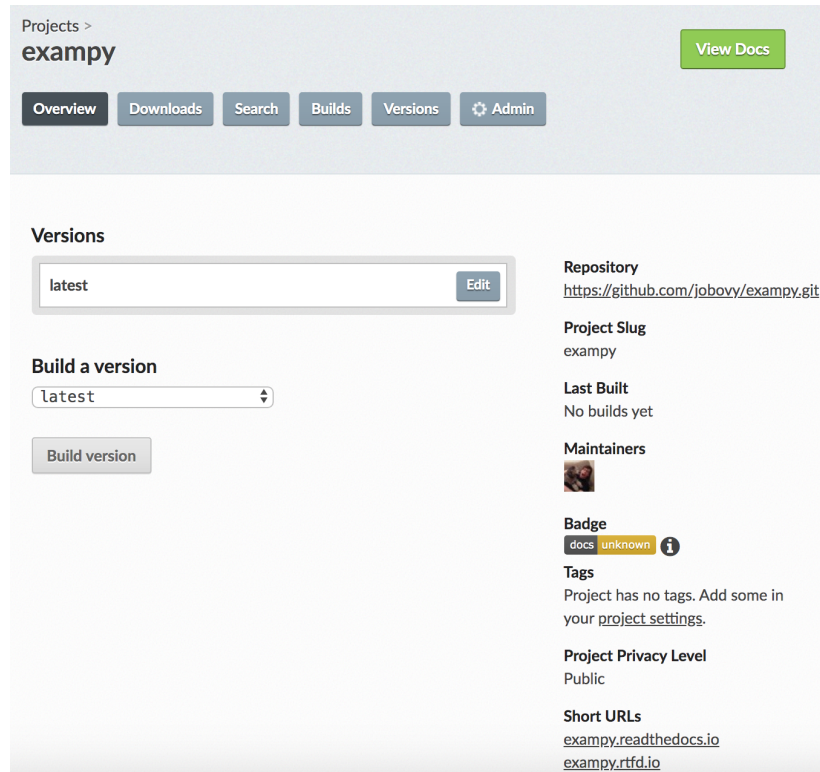 Projects >
exampy
View Docs
Overview
Downloads
Search
Builds
Versions
Admin
Versions
latest
Edit
Build a version
latest
Build version
Repository
https://github.com/jobovy/exampy.git
Project Slug
exampy
Last Built
No builds yet
Maintainers
Badge
docs unknown
Tags
Project has no tags. Add some in
your project settings.
Project Privacy Level
Public
Short URLs
exampy.readthedocs.io
exampy.rtfd.io